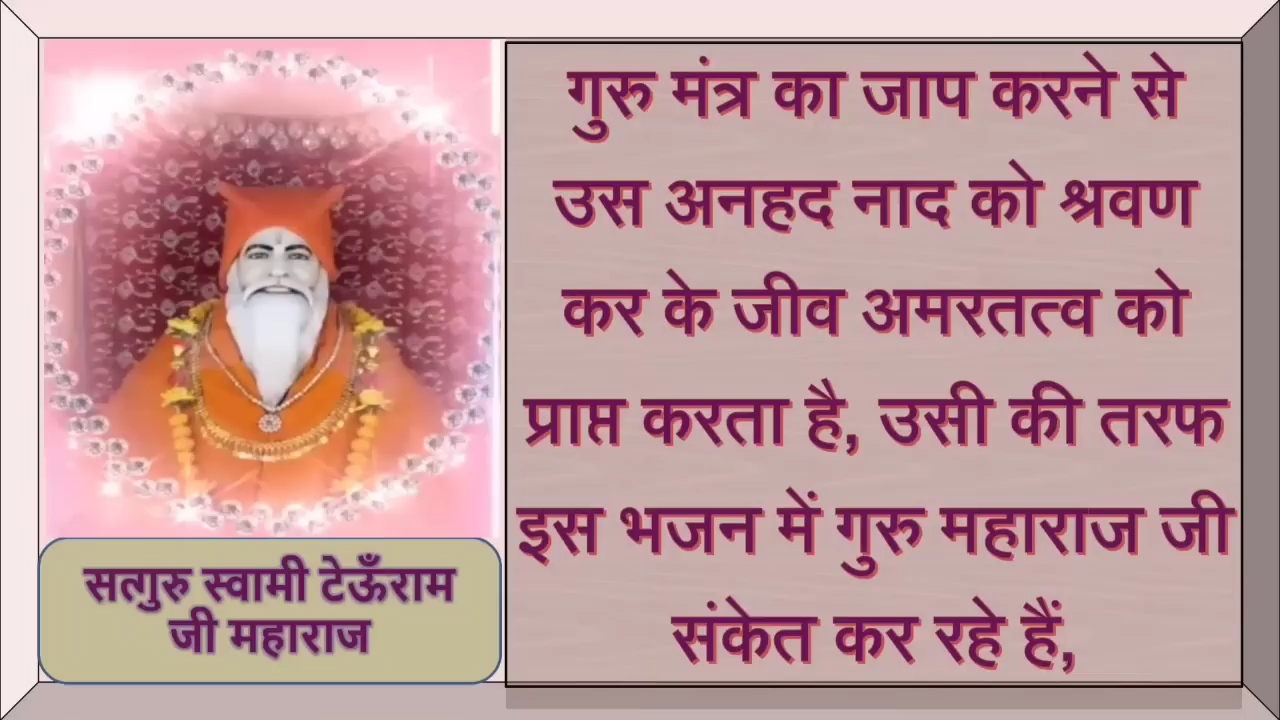 गुरु मंत्र का जाप करने से
उस अनहद नाद को श्रवण
कर के जीव अमरतत्व को
प्राप्त करता है, उसी की तरफ
इस भजन में गुरु महाराज जी
संकेत कर रहे हैं,
सत्गुरु स्वामी टेऊँराम
जी महाराज